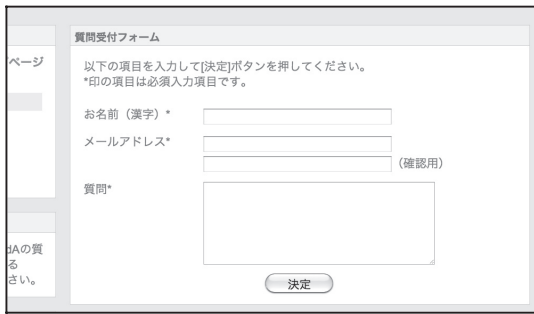 質問受付フォーム
ページ
以下の項目を入力して[決定]ボタンを押してください。
*印の項目は必須入力項目です。
お名前（漢字）*
メールアドレス*
（確認用）
質問*
dAの質
る
さい。
決定